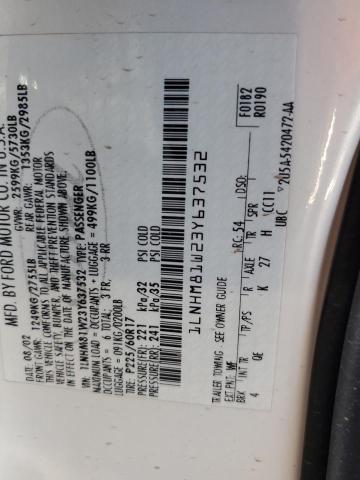 MFD. BY FORD MOTOR CO. IN U.S.A.
DATE: 08/02 GVWR: 2599KG/5730LB
FRONT GAWR: 1249KG/2755LB REAR GAWR: 1353KG/2985LB
THIS VEHICLE CONFORMS TO ALL APPLICABLE FEDERAL MOTOR
VEHICLE SAFETY, BUMPER, AND THEFT PREVENTION STANDARDS
IN EFFECT ON THE DATE OF MANUFACTURE SHOWN ABOVE.
VIN: 1LNHM81W23Y637532 TYPE: PASSENGER
MAXIMUM LOAD = OCCUPANTS + LUGGAGE = 499KG/1100LB
OCCUPANTS: 6 TOTAL: 3 FR 3 RR
LUGGAGE: 091KG/0200LB
TIRE: P225/60R17
PRESSURE(FR): 221 kPa/32 PSI COLD
PRESSURE(RR): 241 kPa/35 PSI COLD
1LNHM81W23Y637532
TRAILER TOWING - SEE OWNER GUIDE
F0182
R0190
EXT PNT: WF RC: 54 DSO:
BRK INT TR TP/PS R AXLE TR SPR
4 QE K 27 H CC11
UBC 2U5A-5420472-AA